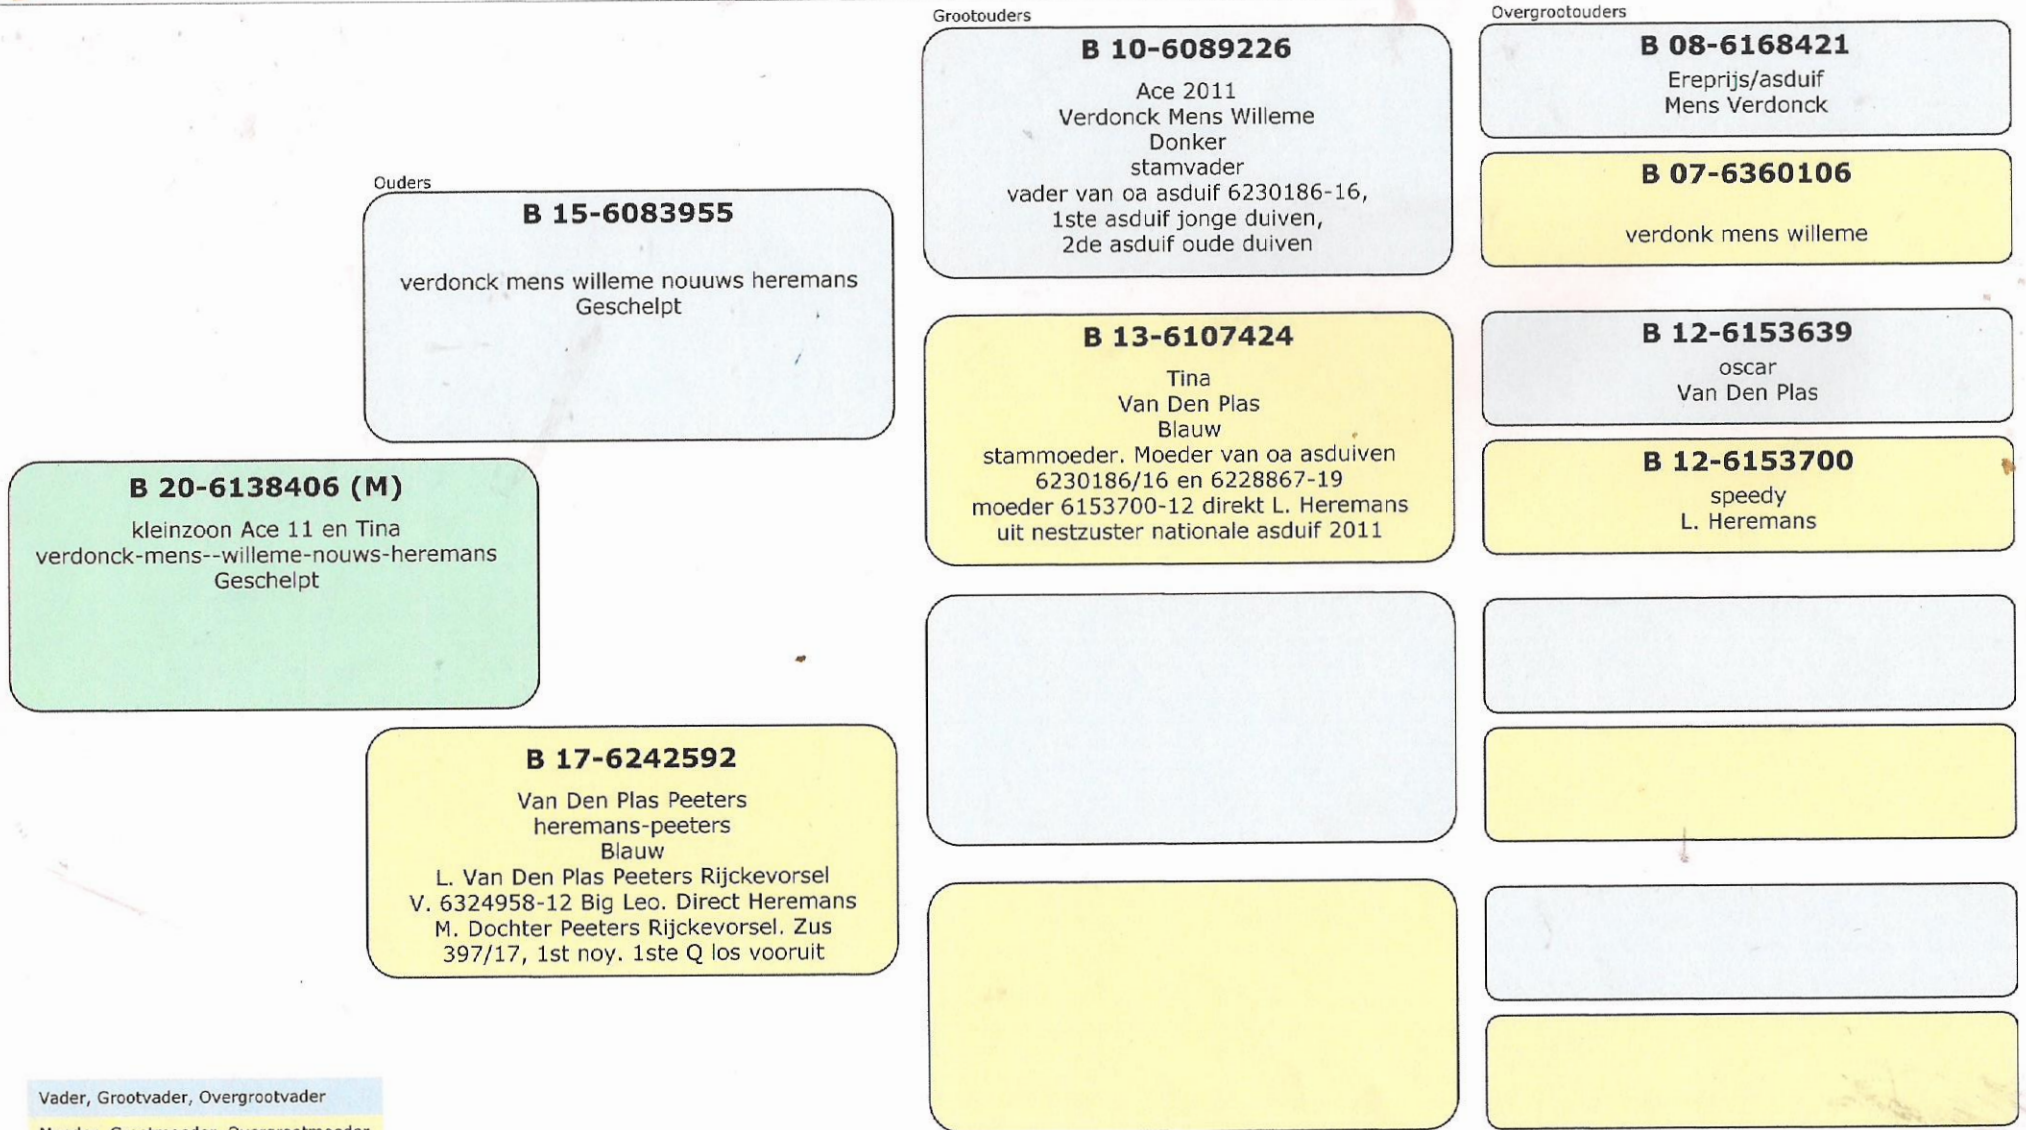 Grootouders
Overgrootouders
B 10-6089226
Ace 2011
Verdonck Mens Willeme
Donker
stamvader
vader van oa asduif 6230186-16,
1ste asduif jonge duiven,
2de asduif oude duiven
B 08-6168421
Ereprijs/asduif
Mens Verdonck
B 07-6360106
verdonk mens willeme
Ouders
B 15-6083955
verdonck mens willeme nouuws heremans
Geschelpt
B 13-6107424
Tina
Van Den Plas
Blauw
stammoeder. Moeder van oa asduiven
6230186/16 en 6228867-19
moeder 6153700-12 direkt L. Heremans
uit nestzuster nationale asduif 2011
B 12-6153639
oscar
Van Den Plas
B 12-6153700
speedy
L. Heremans
B 20-6138406 (M)
kleinzoon Ace 11 en Tina
verdonck-mens--willeme-nouws-heremans
Geschelpt
B 17-6242592
Van Den Plas Peeters
heremans-peeters
Blauw
L. Van Den Plas Peeters Rijckevorsel
V. 6324958-12 Big Leo. Direct Heremans
M. Dochter Peeters Rijckevorsel. Zus
397/17, 1st noy. 1ste Q los vooruit
Vader, Grootvader, Overgrootvader
Moeder, Grootmoeder, Overgrootmoeder